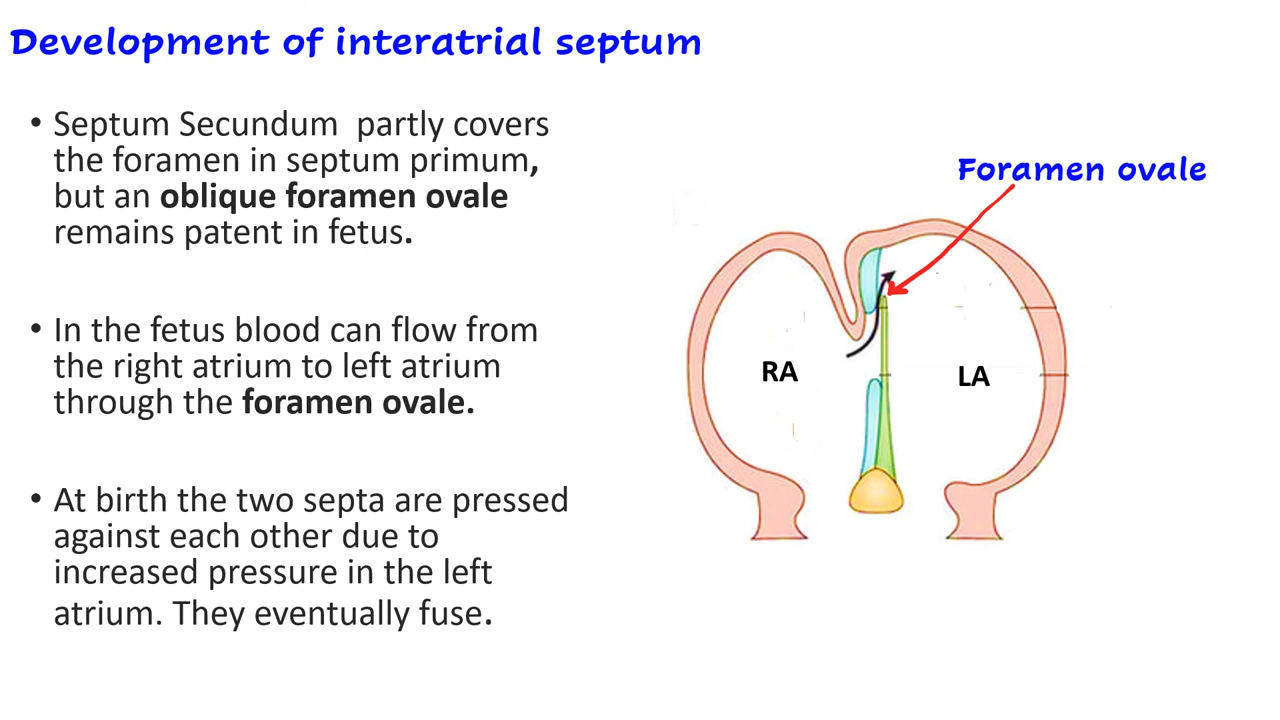 Development of interatrial septum
• Septum Secundum partly covers
the foramen in septum primum,
but an oblique foramen ovale
remains patent in fetus.
• In the fetus blood can flow from
the right atrium to left atrium
through the foramen ovale.
• At birth the two septa are pressed
against each other due to
increased pressure in the left
atrium. They eventually fuse.
Foramen ovale
RA
LA